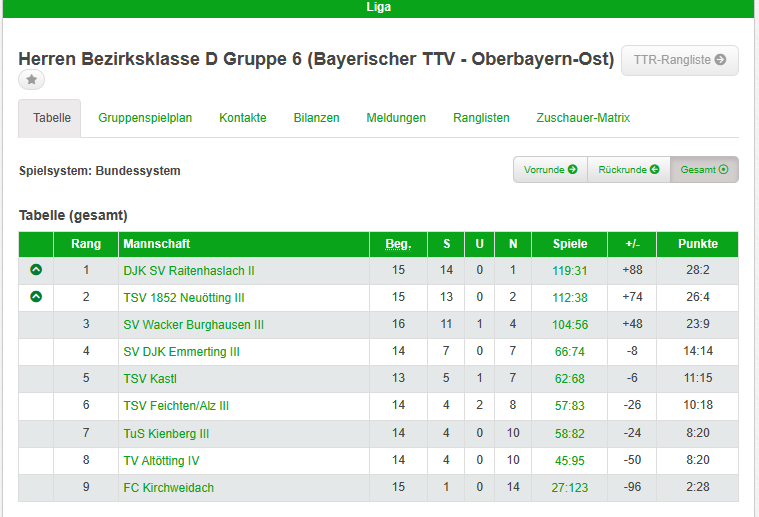 Liga
Herren Bezirksklasse D Gruppe 6 (Bayerischer TTV - Oberbayern-Ost) TTR-Rangliste
Tabelle Gruppenspielplan Kontakte Bilanzen Meldungen Ranglisten Zuschauer-Matrix
Spielsystem: Bundessystem Vorrunde Rückrunde Gesamt
Tabelle (gesamt)
Rang Mannschaft Beg. S U N Spiele +/- Punkte
1 DJK SV Raitenhaslach II 15 14 0 1 119:31 +88 28:2
2 TSV 1852 Neuötting III 15 13 0 2 112:38 +74 26:4
3 SV Wacker Burghausen III 16 11 1 4 104:56 +48 23:9
4 SV DJK Emmerting III 14 7 0 7 66:74 -8 14:14
5 TSV Kastl 13 5 1 7 62:68 -6 11:15
6 TSV Feichten/Alz III 14 4 2 8 57:83 -26 10:18
7 TuS Kienberg III 14 4 0 10 58:82 -24 8:20
8 TV Altötting IV 14 4 0 10 45:95 -50 8:20
9 FC Kirchweidach 15 1 0 14 27:123 -96 2:28